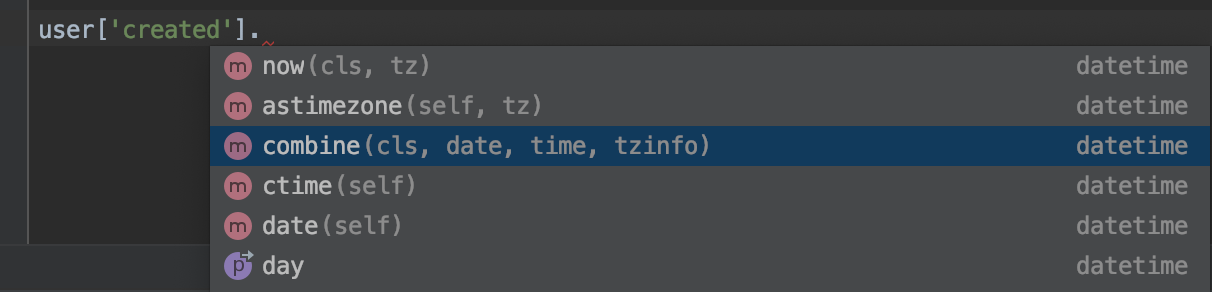 user['created'].
m now(cls, tz) datetime
m astimezone(self, tz) datetime
m combine(cls, date, time, tzinfo) datetime
m ctime(self) datetime
m date(self) datetime
p day datetime